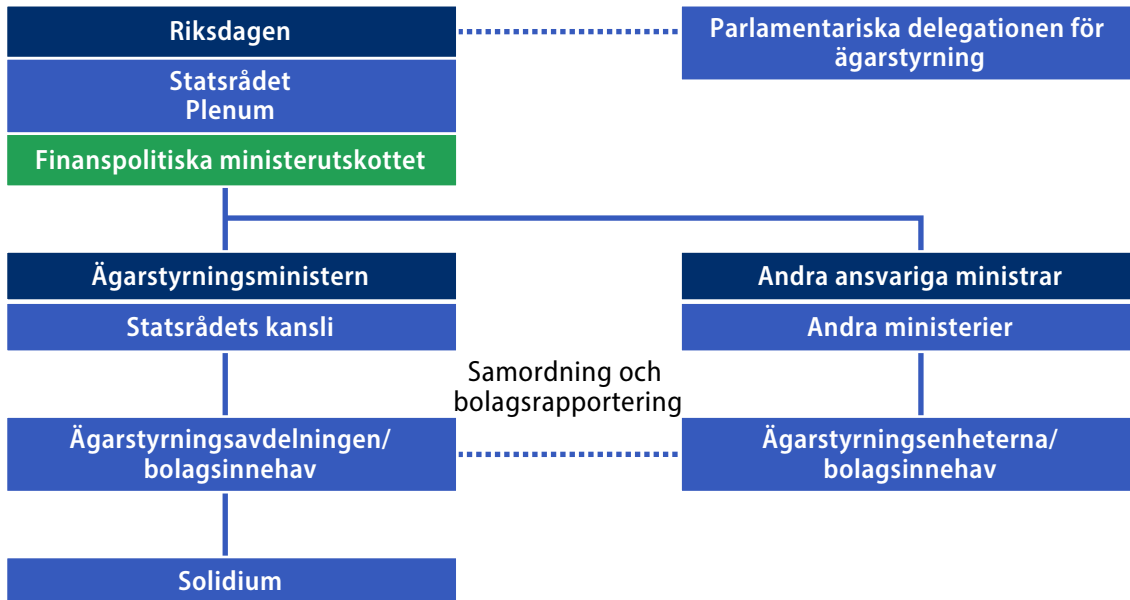 Riksdagen
Parlamentariska delegationen för
ägarstyrning
Statsrådet
Plenum
Finanspolitiska ministerutskottet
Ägarstyrningsministern
Andra ansvariga ministrar
Statsrådets kansli
Andra ministerier
Samordning och
bolagsrapportering
Ägarstyrningsavdelningen/
bolagsinnehav
Ägarstyrningsenheterna/
bolagsinnehav
Solidium